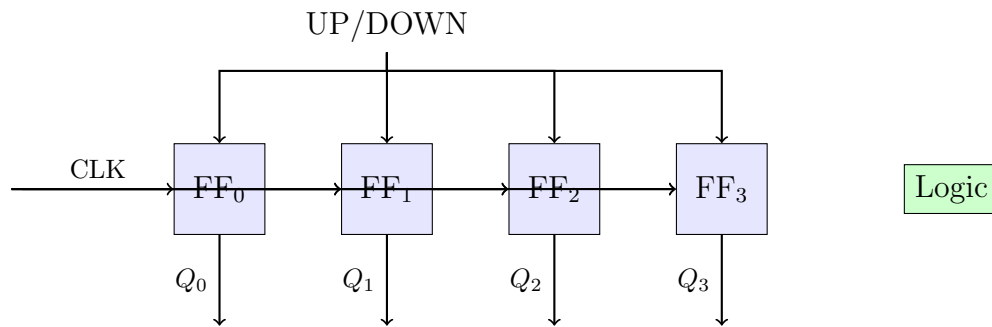 UP/DOWN
CLK
FF₀
FF₁
FF₂
FF₃
Logic
Q₀
Q₁
Q₂
Q₃